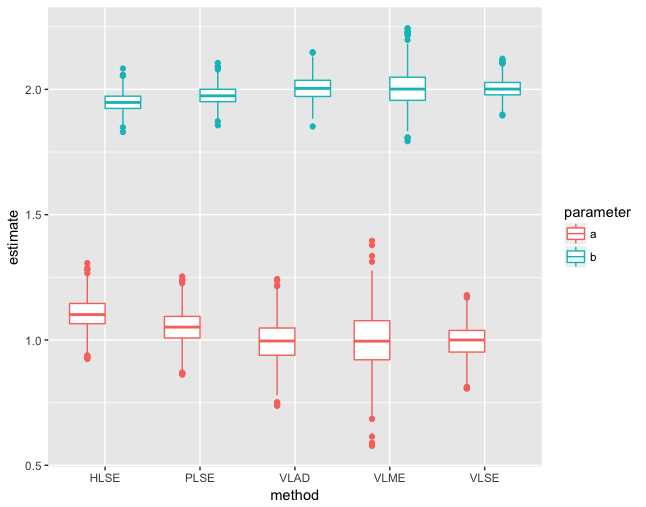 2.0
1.5
1.0
0.5
estimate
HLSE PLSE VLAD VLME VLSE
method
parameter
a
b